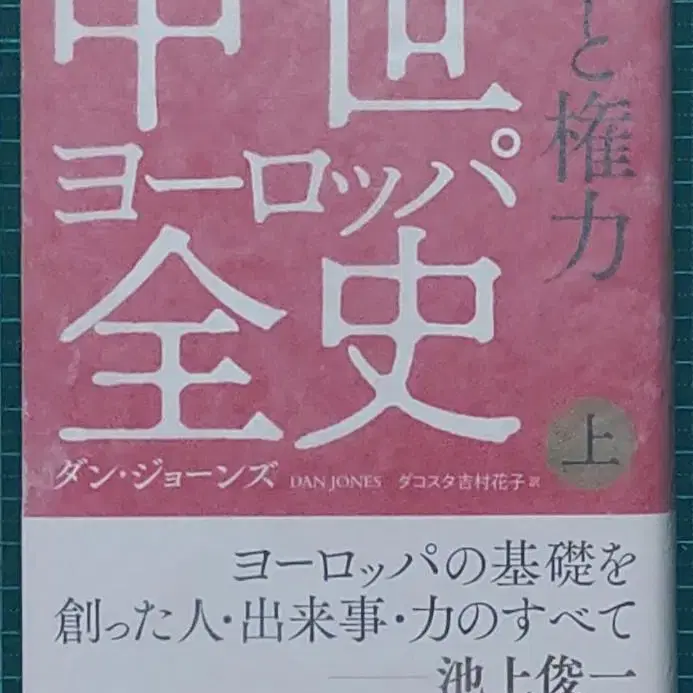 中世
ヨーロッパ
全史
と権力
上
ダン・ジョーンズ DAN JONES ダコスタ吉村花子 訳
ヨーロッパの基礎を
創った人・出来事・力のすべて
──池上俊一